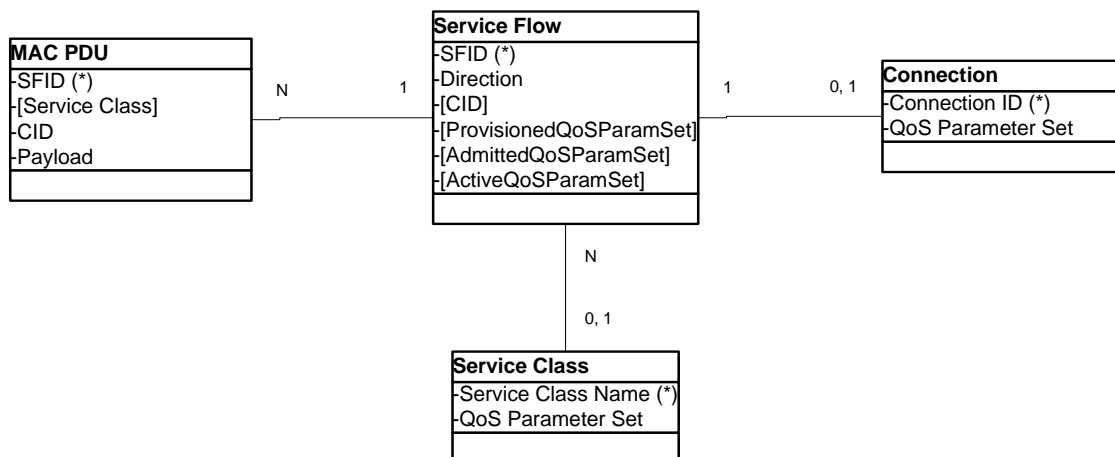 MAC PDU
-SFID (*)
-[Service Class]
-CID
-Payload
N
1
Service Flow
-SFID (*)
-Direction
-[CID]
-[ProvisionedQoSParamSet]
-[AdmittedQoSParamSet]
-[ActiveQoSParamSet]
1
0, 1
Connection
-Connection ID (*)
-QoS Parameter Set
N
0, 1
Service Class
-Service Class Name (*)
-QoS Parameter Set